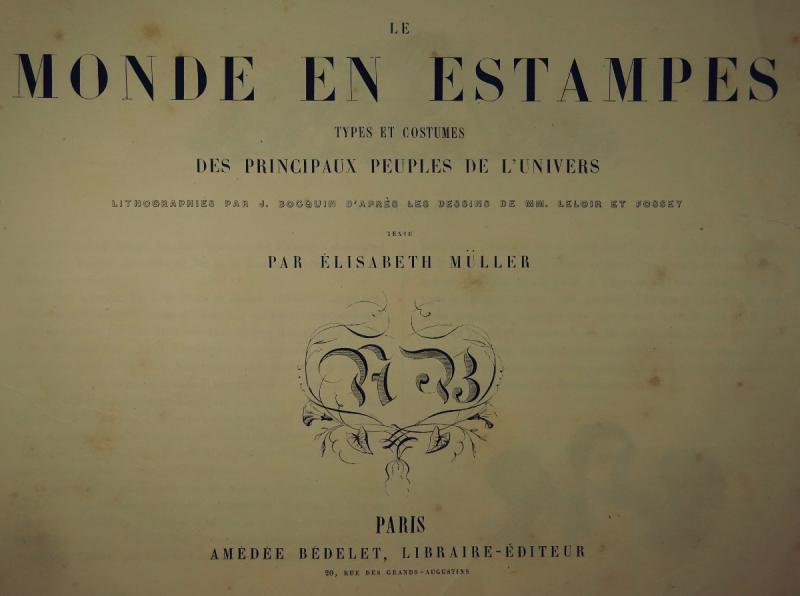 LE
MONDE EN ESTAMPES
TYPES ET COSTUMES
DES PRINCIPAUX PEUPLES DE L'UNIVERS
LITHOGRAPHIES PAR J. BOCQUIN D'APRÈS LES DESSINS DE MM. LELOIR ET FOSSEY
TEXTE
PAR ÉLISABETH MÜLLER
A B
PARIS
AMÉDÉE BÉDELET, LIBRAIRE-ÉDITEUR
20, RUE DES GRANDS-AUGUSTINS